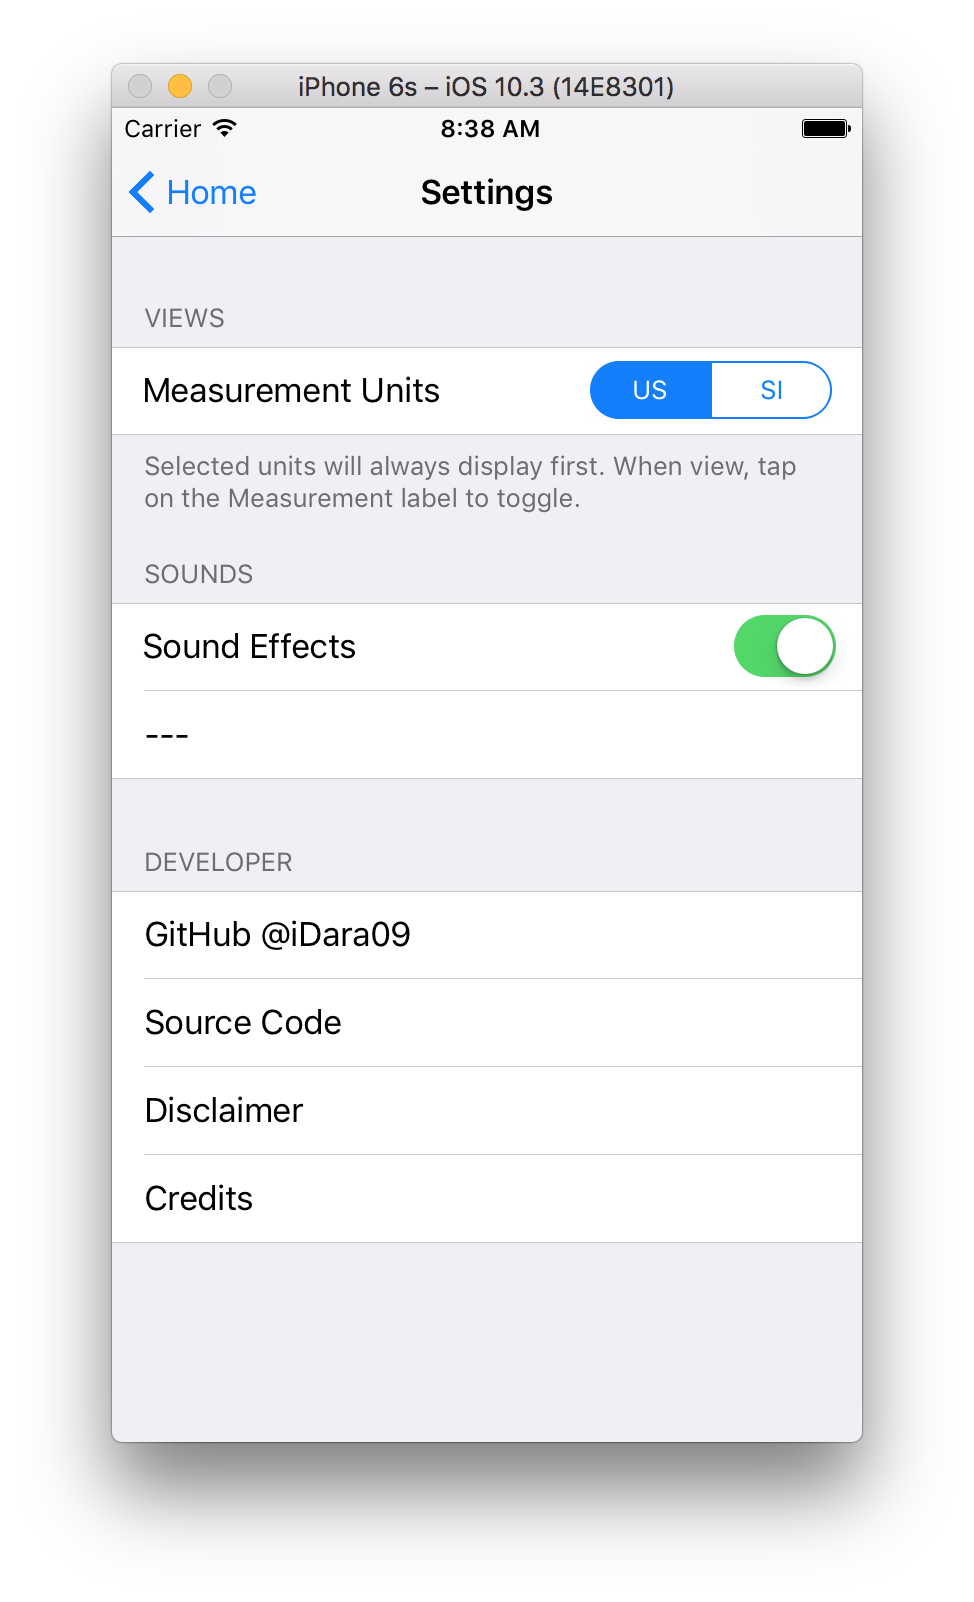 iPhone 6s – iOS 10.3 (14E8301)
Carrier 8:38 AM
Home Settings
VIEWS
Measurement Units US SI
Selected units will always display first. When view, tap
on the Measurement label to toggle.
SOUNDS
Sound Effects
---
DEVELOPER
GitHub @iDara09
Source Code
Disclaimer
Credits